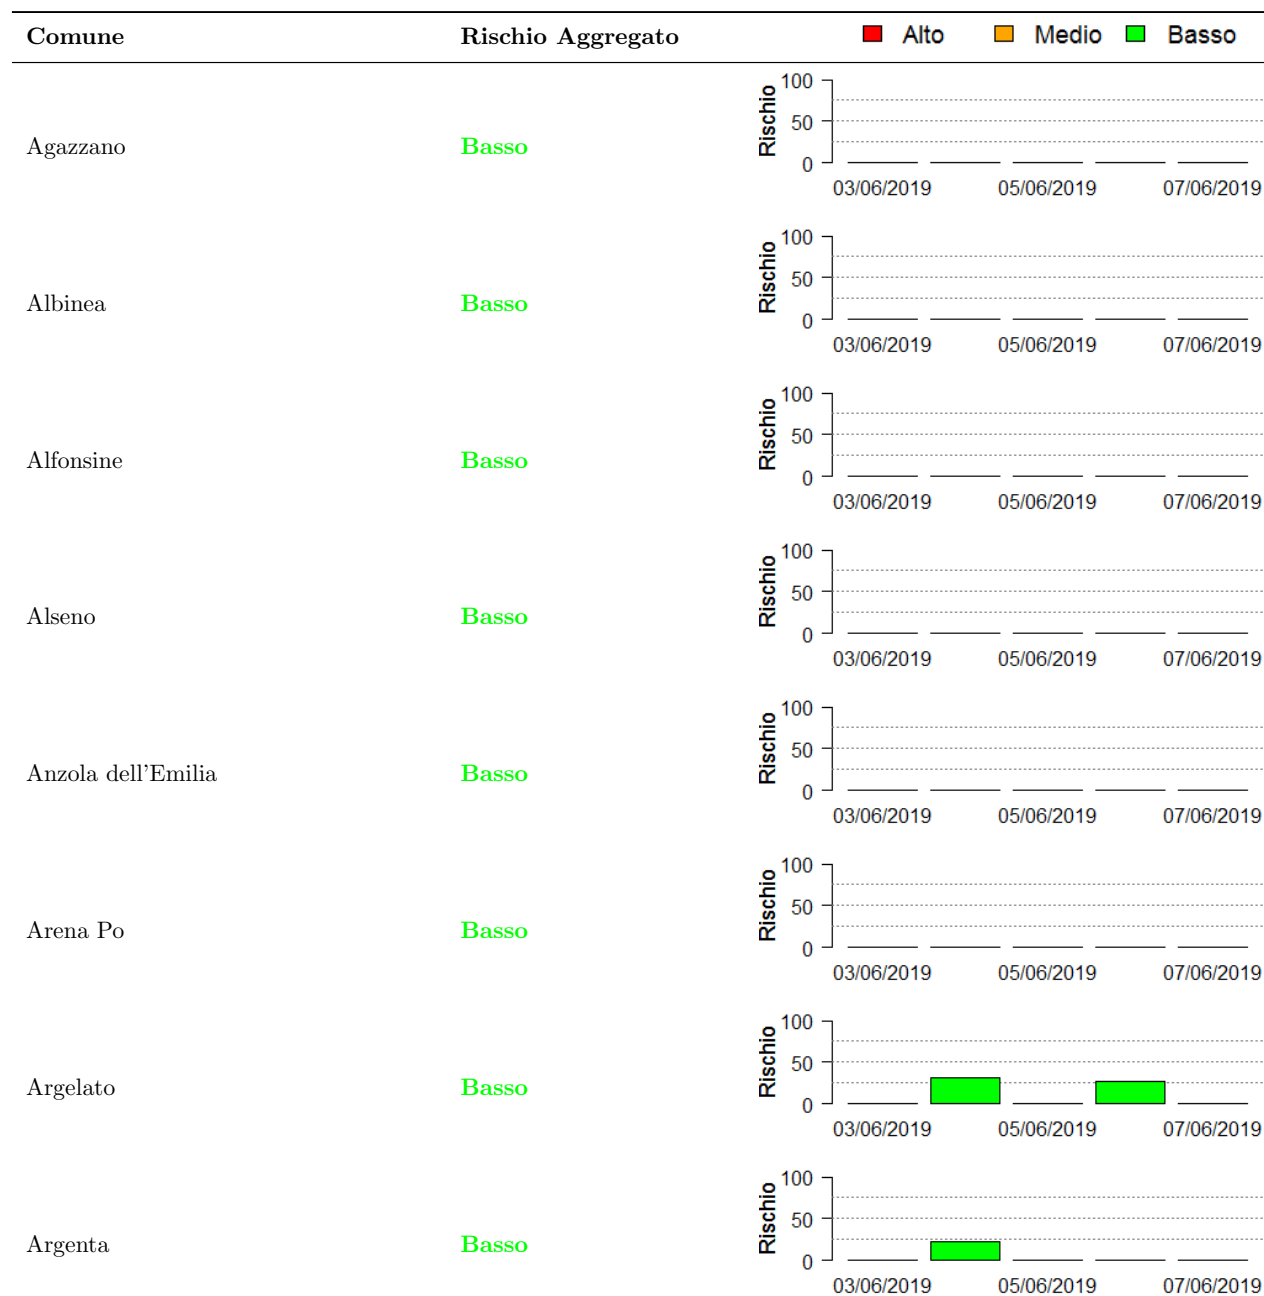 Comune Rischio Aggregato Alto Medio Basso
100
Rischio
50
Agazzano Basso
0
03/06/2019 05/06/2019 07/06/2019
100
Rischio
50
Albinea Basso
0
03/06/2019 05/06/2019 07/06/2019
100
Rischio
50
Alfonsine Basso
0
03/06/2019 05/06/2019 07/06/2019
100
Rischio
50
Alseno Basso
0
03/06/2019 05/06/2019 07/06/2019
100
Rischio
50
Anzola dell'Emilia Basso
0
03/06/2019 05/06/2019 07/06/2019
100
Rischio
50
Arena Po Basso
0
03/06/2019 05/06/2019 07/06/2019
100
Rischio
50
Argelato Basso
0
03/06/2019 05/06/2019 07/06/2019
100
Rischio
50
Argenta Basso
0
03/06/2019 05/06/2019 07/06/2019